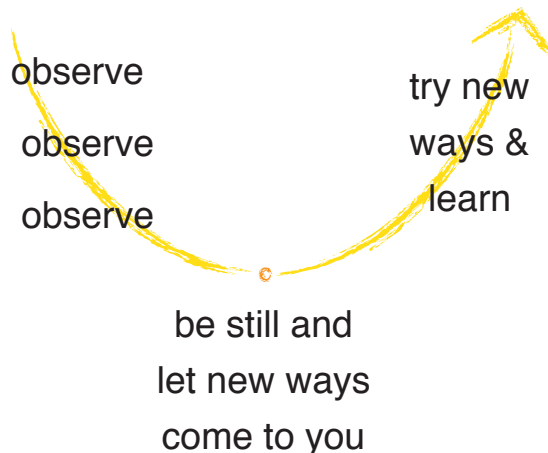 observe
observe
observe
be still and
let new ways
come to you
try new
ways &
learn